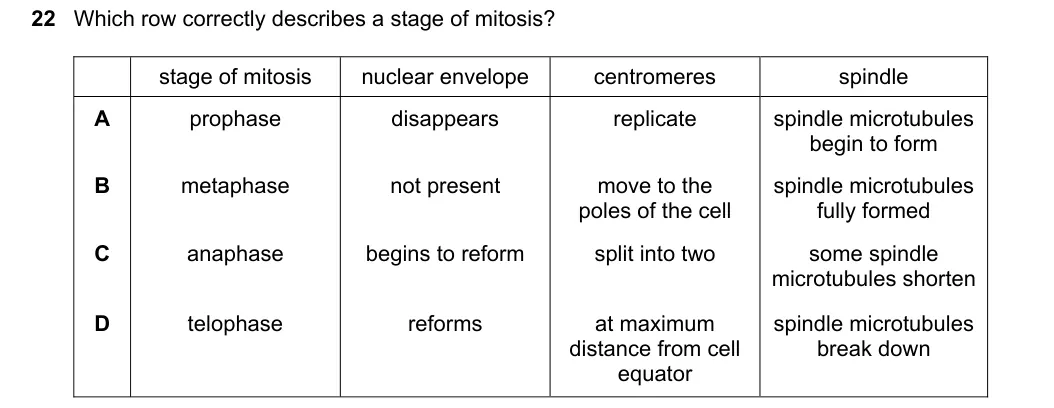 22 Which row correctly describes a stage of mitosis?
stage of mitosis nuclear envelope centromeres spindle
A prophase disappears replicate spindle microtubules
begin to form
B metaphase not present move to the spindle microtubules
poles of the cell fully formed
C anaphase begins to reform split into two some spindle
microtubules shorten
D telophase reforms at maximum spindle microtubules
distance from cell break down
equator